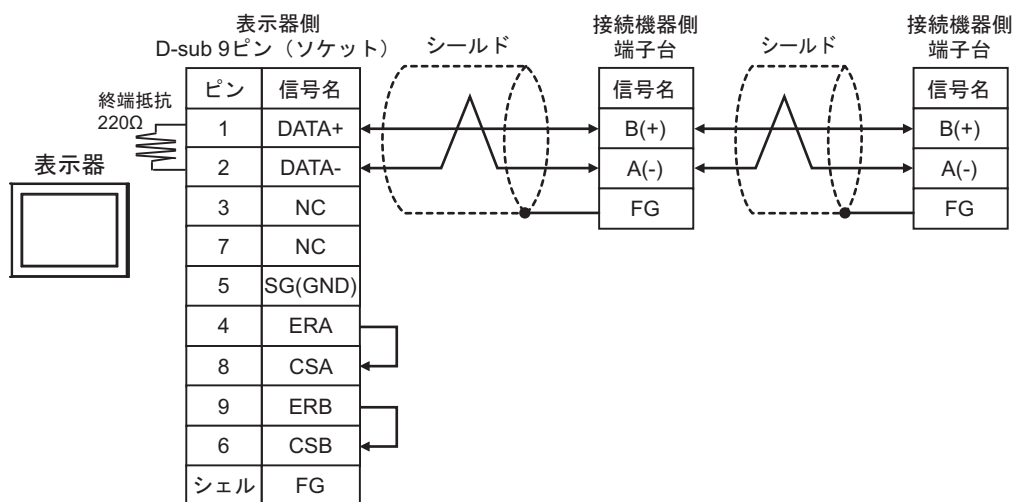 表示器側
D-sub 9ピン（ソケット）
シールド
接続機器側
端子台
シールド
接続機器側
端子台
終端抵抗
220Ω
表示器
ピン 信号名
1 DATA+
2 DATA-
3 NC
7 NC
5 SG(GND)
4 ERA
8 CSA
9 ERB
6 CSB
シェル FG
信号名
B(+)
A(-)
FG
信号名
B(+)
A(-)
FG